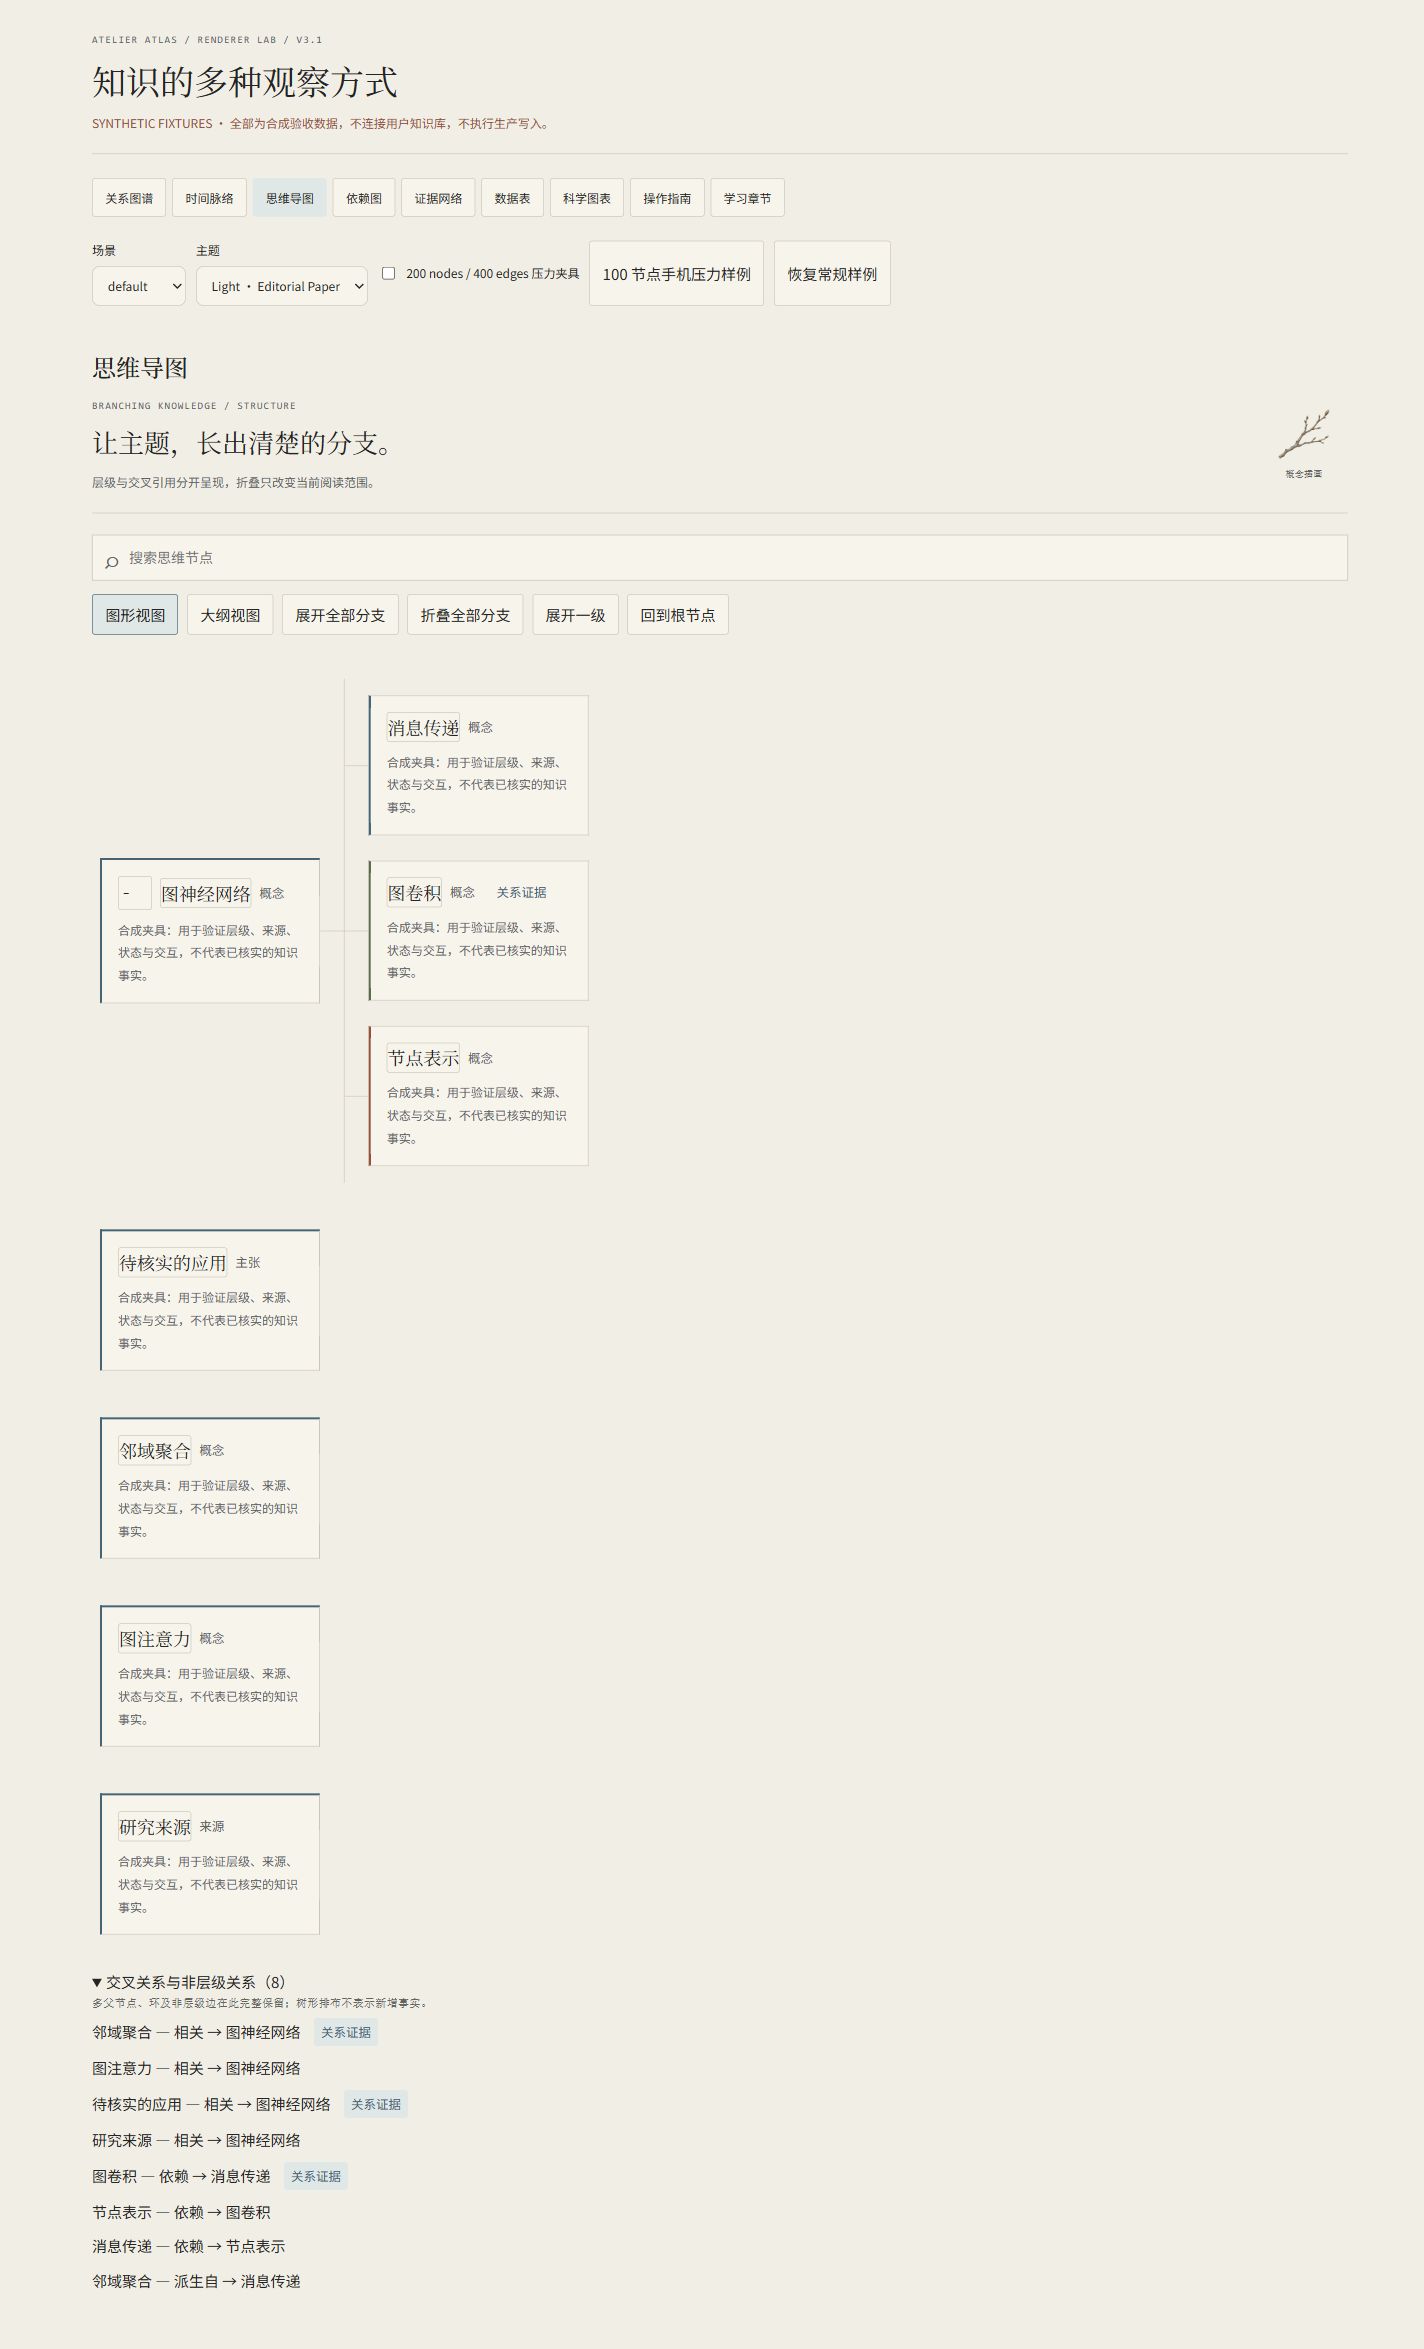 ATELIER ATLAS / RENDERER LAB / V3.1
知识的多种观察方式
SYNTHETIC FIXTURES · 全部为合成验收数据，不连接用户知识库，不执行生产写入。
关系图谱 时间脉络 思维导图 依赖图 证据网络 数据表 科学图表 操作指南 学习章节
场景 主题
default Light · Editorial Paper 200 nodes / 400 edges 压力夹具 100 节点手机压力样例 恢复常规样例
思维导图
BRANCHING KNOWLEDGE / STRUCTURE
让主题，长出清楚的分支。
层级与交叉引用分开呈现，折叠只改变当前阅读范围。
概念描画
搜索思维节点
图形视图 大纲视图 展开全部分支 折叠全部分支 展开一级 回到根节点
消息传递 概念
合成夹具：用于验证层级、来源、
状态与交互，不代表已核实的知识
事实。
- 图神经网络 概念
合成夹具：用于验证层级、来源、
状态与交互，不代表已核实的知识
事实。
图卷积 概念 关系证据
合成夹具：用于验证层级、来源、
状态与交互，不代表已核实的知识
事实。
节点表示 概念
合成夹具：用于验证层级、来源、
状态与交互，不代表已核实的知识
事实。
待核实的应用 主张
合成夹具：用于验证层级、来源、
状态与交互，不代表已核实的知识
事实。
邻域聚合 概念
合成夹具：用于验证层级、来源、
状态与交互，不代表已核实的知识
事实。
图注意力 概念
合成夹具：用于验证层级、来源、
状态与交互，不代表已核实的知识
事实。
研究来源 来源
合成夹具：用于验证层级、来源、
状态与交互，不代表已核实的知识
事实。
▼ 交叉关系与非层级关系（8）
多父节点、环及非层级边在此完整保留；树形排布不表示新增事实。
邻域聚合 — 相关 → 图神经网络 关系证据
图注意力 — 相关 → 图神经网络
待核实的应用 — 相关 → 图神经网络 关系证据
研究来源 — 相关 → 图神经网络
图卷积 — 依赖 → 消息传递 关系证据
节点表示 — 依赖 → 图卷积
消息传递 — 依赖 → 节点表示
邻域聚合 — 派生自 → 消息传递